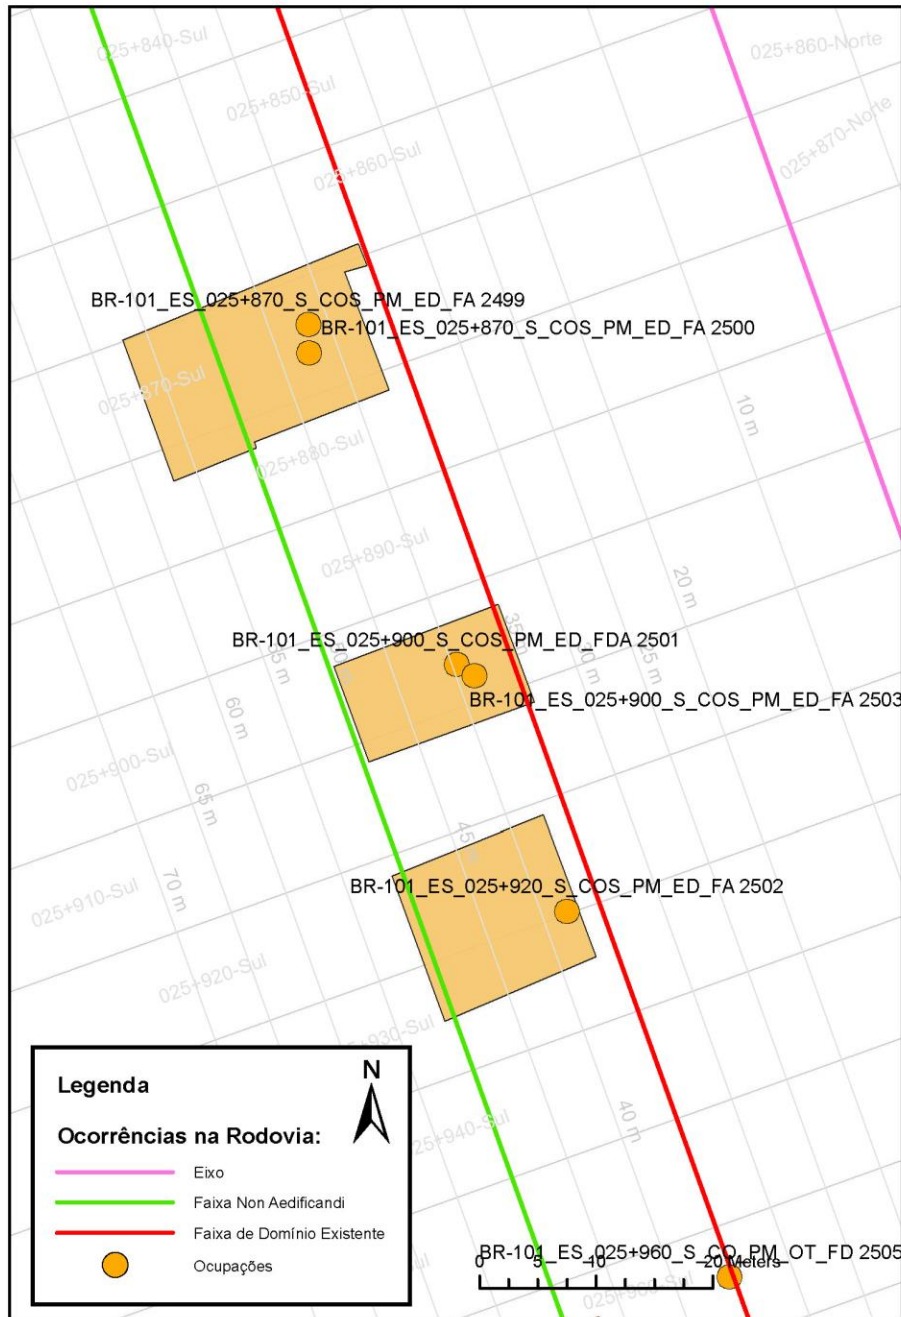 025+840-Sul
025+860-Norte
025+850-Sul
025+870-Norte
025+860-Sul
BR-101_ES_025+870_S_COS_PM_ED_FA 2499
BR-101_ES_025+870_S_COS_PM_ED_FA 2500
025+870-Sul
10 m
025+880-Sul
025+890-Sul
20 m
35 m
BR-101_ES_025+900_S_COS_PM_ED_FDA 2501
25 m
60 m
BR-101_ES_025+900_S_COS_PM_ED_FA 2503
025+900-Sul
65 m
45 m
70 m
BR-101_ES_025+920_S_COS_PM_ED_FA 2502
025+910-Sul
025+920-Sul
40 m
Legenda
N
Ocorrências na Rodovia:
Eixo
Faixa Non Aedificandi
Faixa de Domínio Existente
Ocupações
BR-101_ES_025+960_S_CO_PM_OT_FD 2505
0 5 10 20 Meters
025+960-Sul